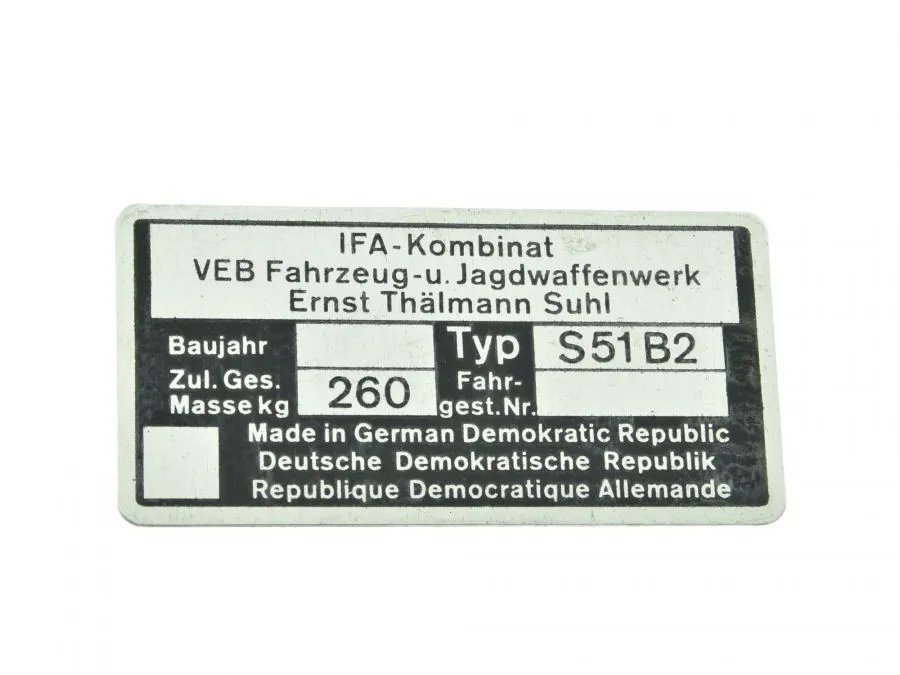 IFA-Kombinat
VEB Fahrzeug-u. Jagdwaffenwerk
Ernst Thälmann Suhl
Baujahr Typ S51B2
Zul. Ges. Fahr-
Masse kg 260 gest.Nr.
Made in German Demokratic Republic
Deutsche Demokratische Republik
Republique Democratique Allemande